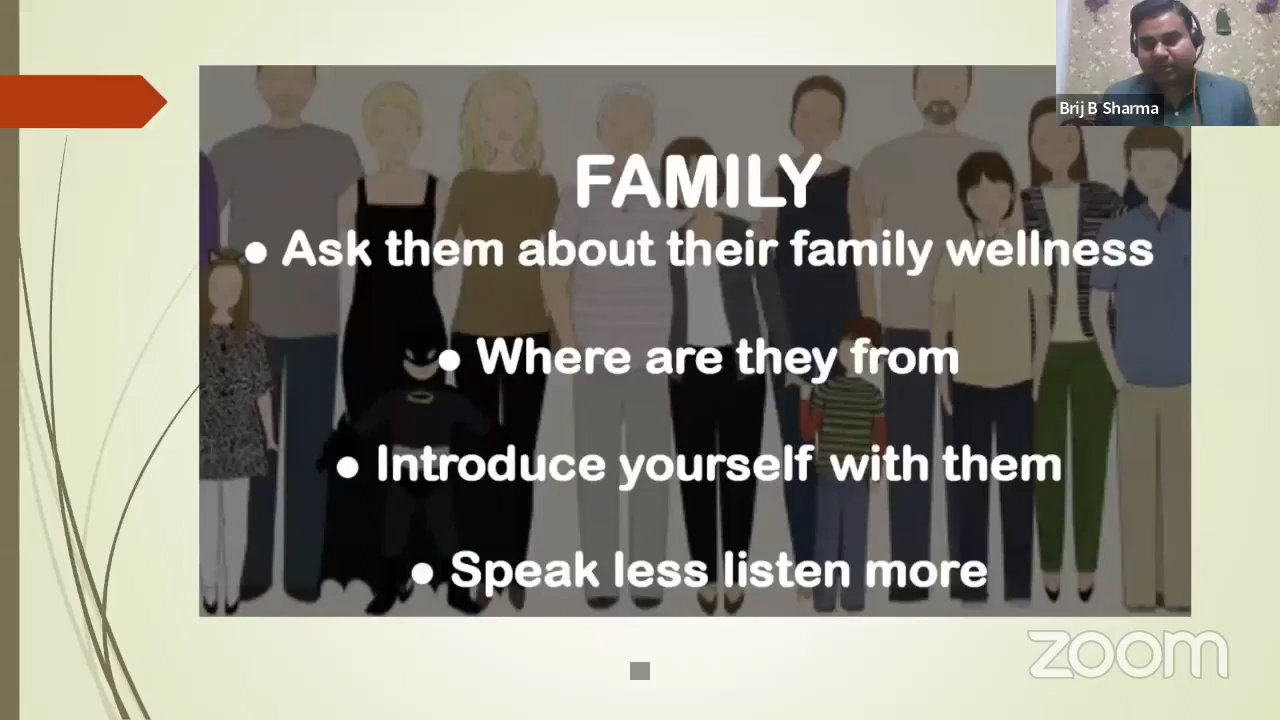 Brij B Sharma
FAMILY
● Ask them about their family wellness
● Where are they from
● Introduce yourself with them
● Speak less listen more
zoom